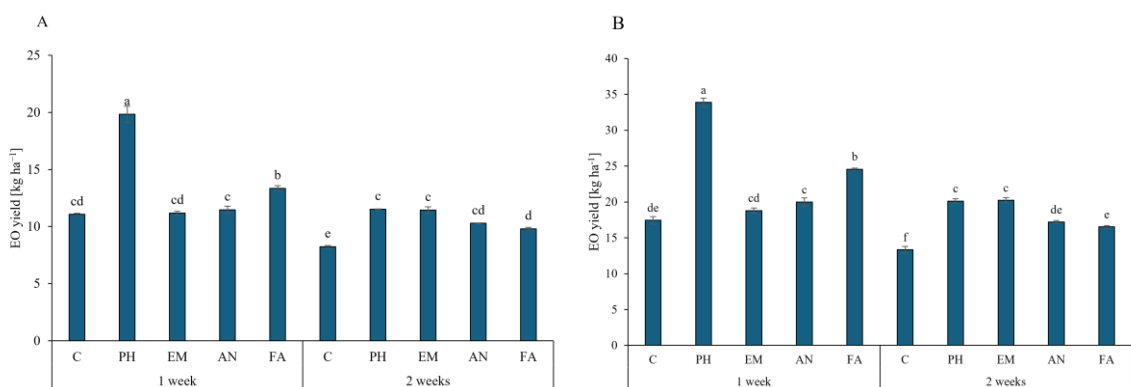 A
EO yield [kg ha⁻¹]
25
20
15
10
5
0
cd
a
cd
c
b
e
c
c
cd
d
C PH EM AN FA C PH EM AN FA
1 week 2 weeks
B
EO yield [kg ha⁻¹]
40
35
30
25
20
15
10
5
0
de
a
cd
c
b
f
c
c
de
e
C PH EM AN FA C PH EM AN FA
1 week 2 weeks